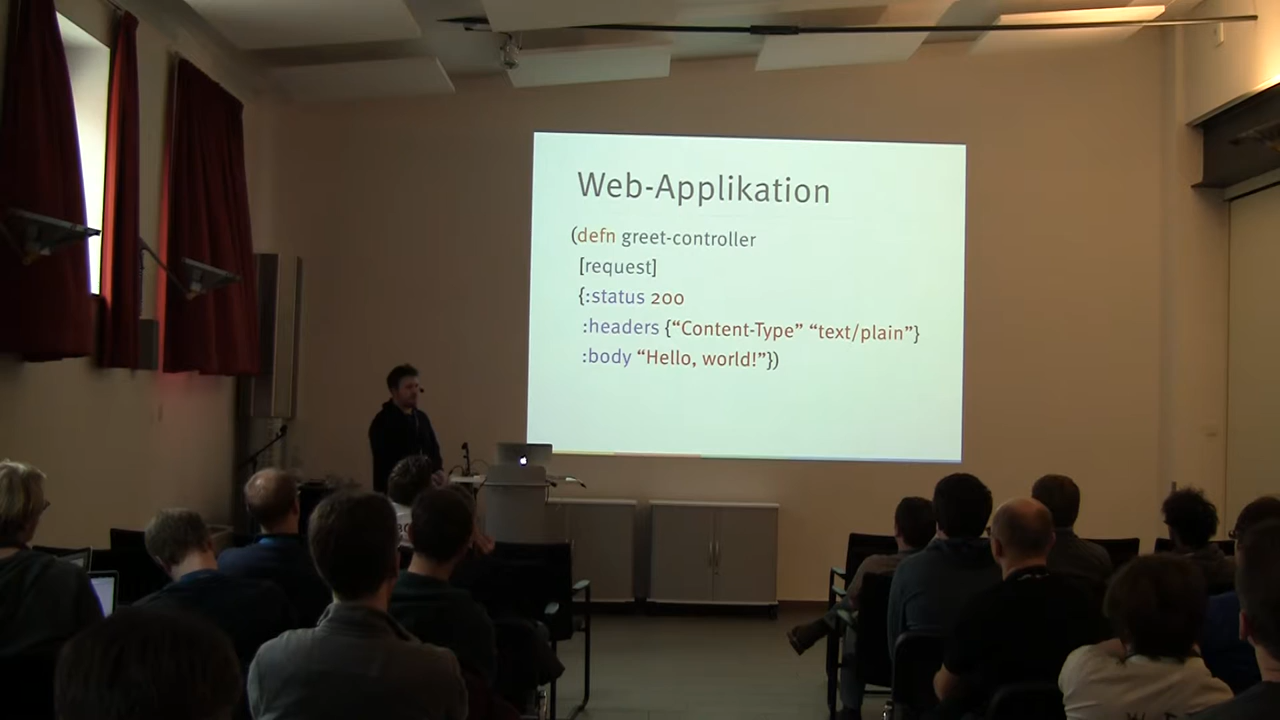 Web-Applikation
(defn greet-controller
[request]
{:status 200
:headers {“Content-Type” “text/plain”}
:body “Hello, world!”})